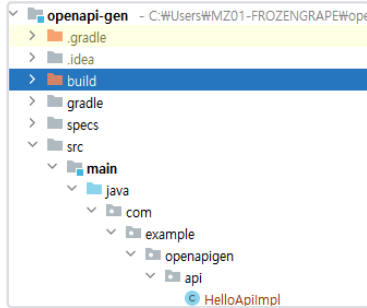 openapi-gen - C:₩Users₩MZ01-FROZENGRAPE₩ope
.gradle
.idea
build
gradle
specs
src
main
java
com
example
openapigen
api
C HelloApiImpl